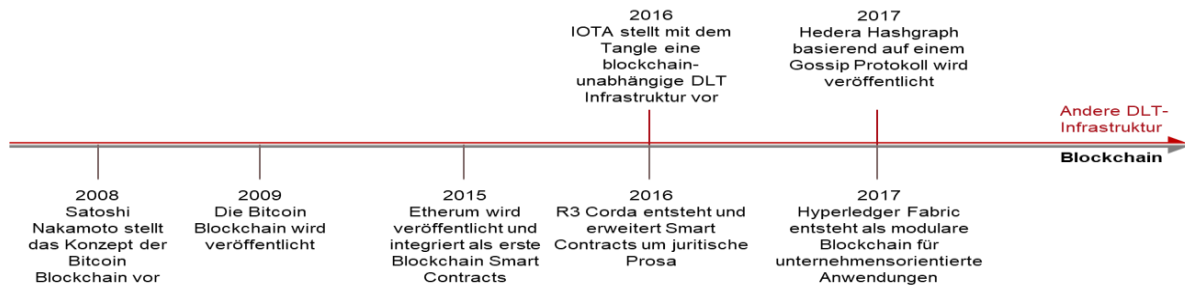 2016
IOTA stellt mit dem
Tangle eine
blockchain-
unabhängige DLT
Infrastruktur vor
2017
Hedera Hashgraph
basierend auf einem
Gossip Protokoll wird
veröffentlicht
Andere DLT-
Infrastruktur
Blockchain
2008
Satoshi
Nakamoto stellt
das Konzept der
Bitcoin
Blockchain vor
2009
Die Bitcoin
Blockchain wird
veröffentlicht
2015
Etherum wird
veröffentlicht und
integriert als erste
Blockchain Smart
Contracts
2016
R3 Corda entsteht und
erweitert Smart
Contracts um juritische
Prosa
2017
Hyperledger Fabric
entsteht als modulare
Blockchain für
unternehmensorientierte
Anwendungen